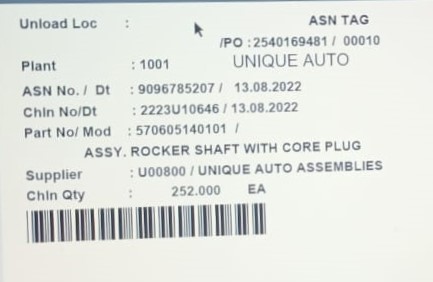 Unload Loc : ASN TAG
/PO : 2540169481 / 00010
Plant : 1001 UNIQUE AUTO
ASN No. / Dt : 9096785207 / 13.08.2022
Chln No/Dt : 2223U10646 / 13.08.2022
Part No/ Mod : 570605140101 /
ASSY. ROCKER SHAFT WITH CORE PLUG
Supplier : U00800 / UNIQUE AUTO ASSEMBLIES
Chln Qty : 252.000 EA